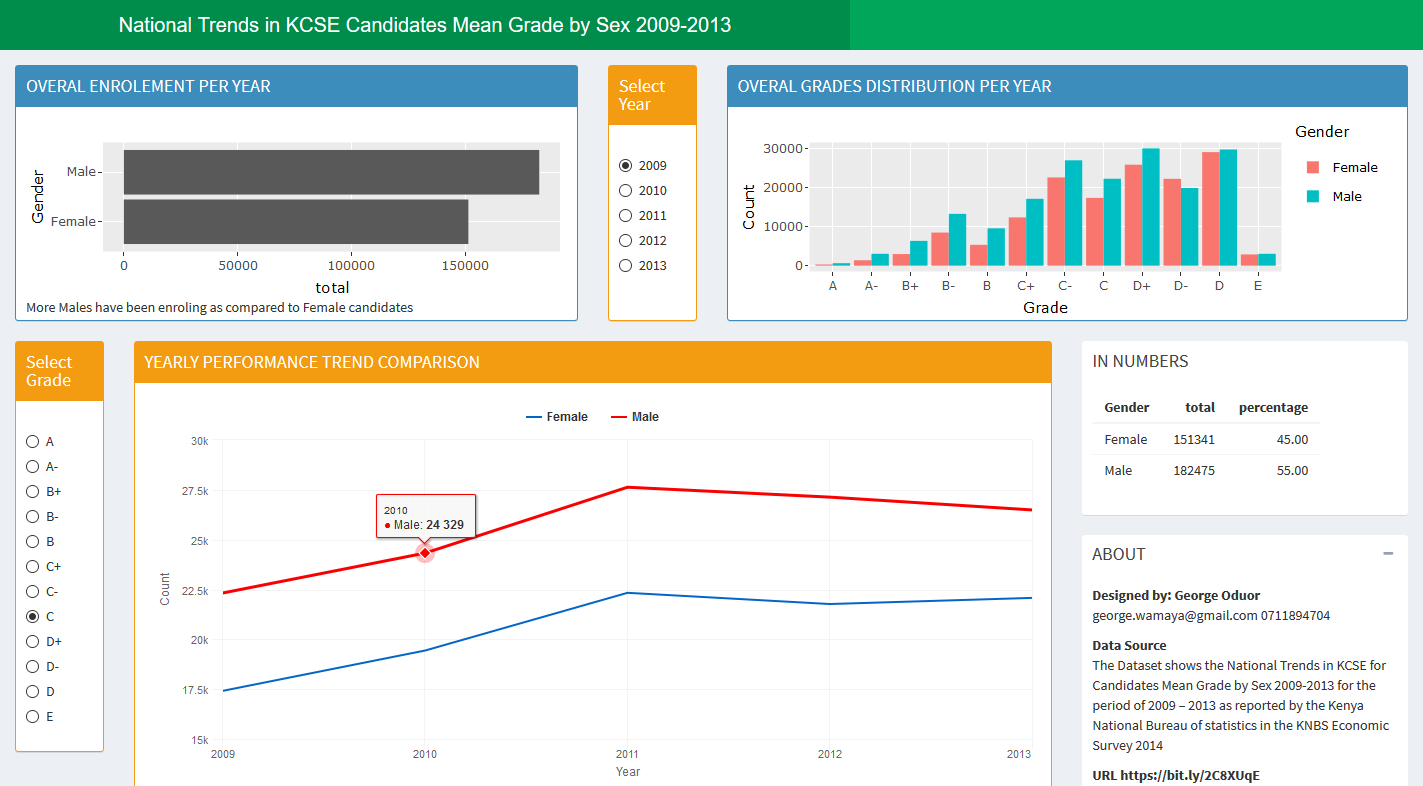 National Trends in KCSE Candidates Mean Grade by Sex 2009-2013
OVERAL ENROLEMENT PER YEAR
Gender
Male
Female
0 50000 100000 150000
total
More Males have been enroling as compared to Female candidates
Select
Year
2009
2010
2011
2012
2013
OVERAL GRADES DISTRIBUTION PER YEAR
Count
30000
20000
10000
0
A A- B+ B- B C+ C- C D+ D- D E
Grade
Gender
Female
Male
Select
Grade
A
A-
B+
B-
B
C+
C-
C
D+
D-
D
E
YEARLY PERFORMANCE TREND COMPARISON
Female Male
Count
30k
27.5k
25k
22.5k
20k
17.5k
15k
2010
Male: 24 329
2009 2010 2011 2012 2013
Year
IN NUMBERS
Gender total percentage
Female 151341 45.00
Male 182475 55.00
ABOUT
Designed by: George Oduor
george.wamaya@gmail.com 0711894704
Data Source
The Dataset shows the National Trends in KCSE for
Candidates Mean Grade by Sex 2009-2013 for the
period of 2009 – 2013 as reported by the Kenya
National Bureau of statistics in the KNBS Economic
Survey 2014
URL https://bit.ly/2C8XUqE